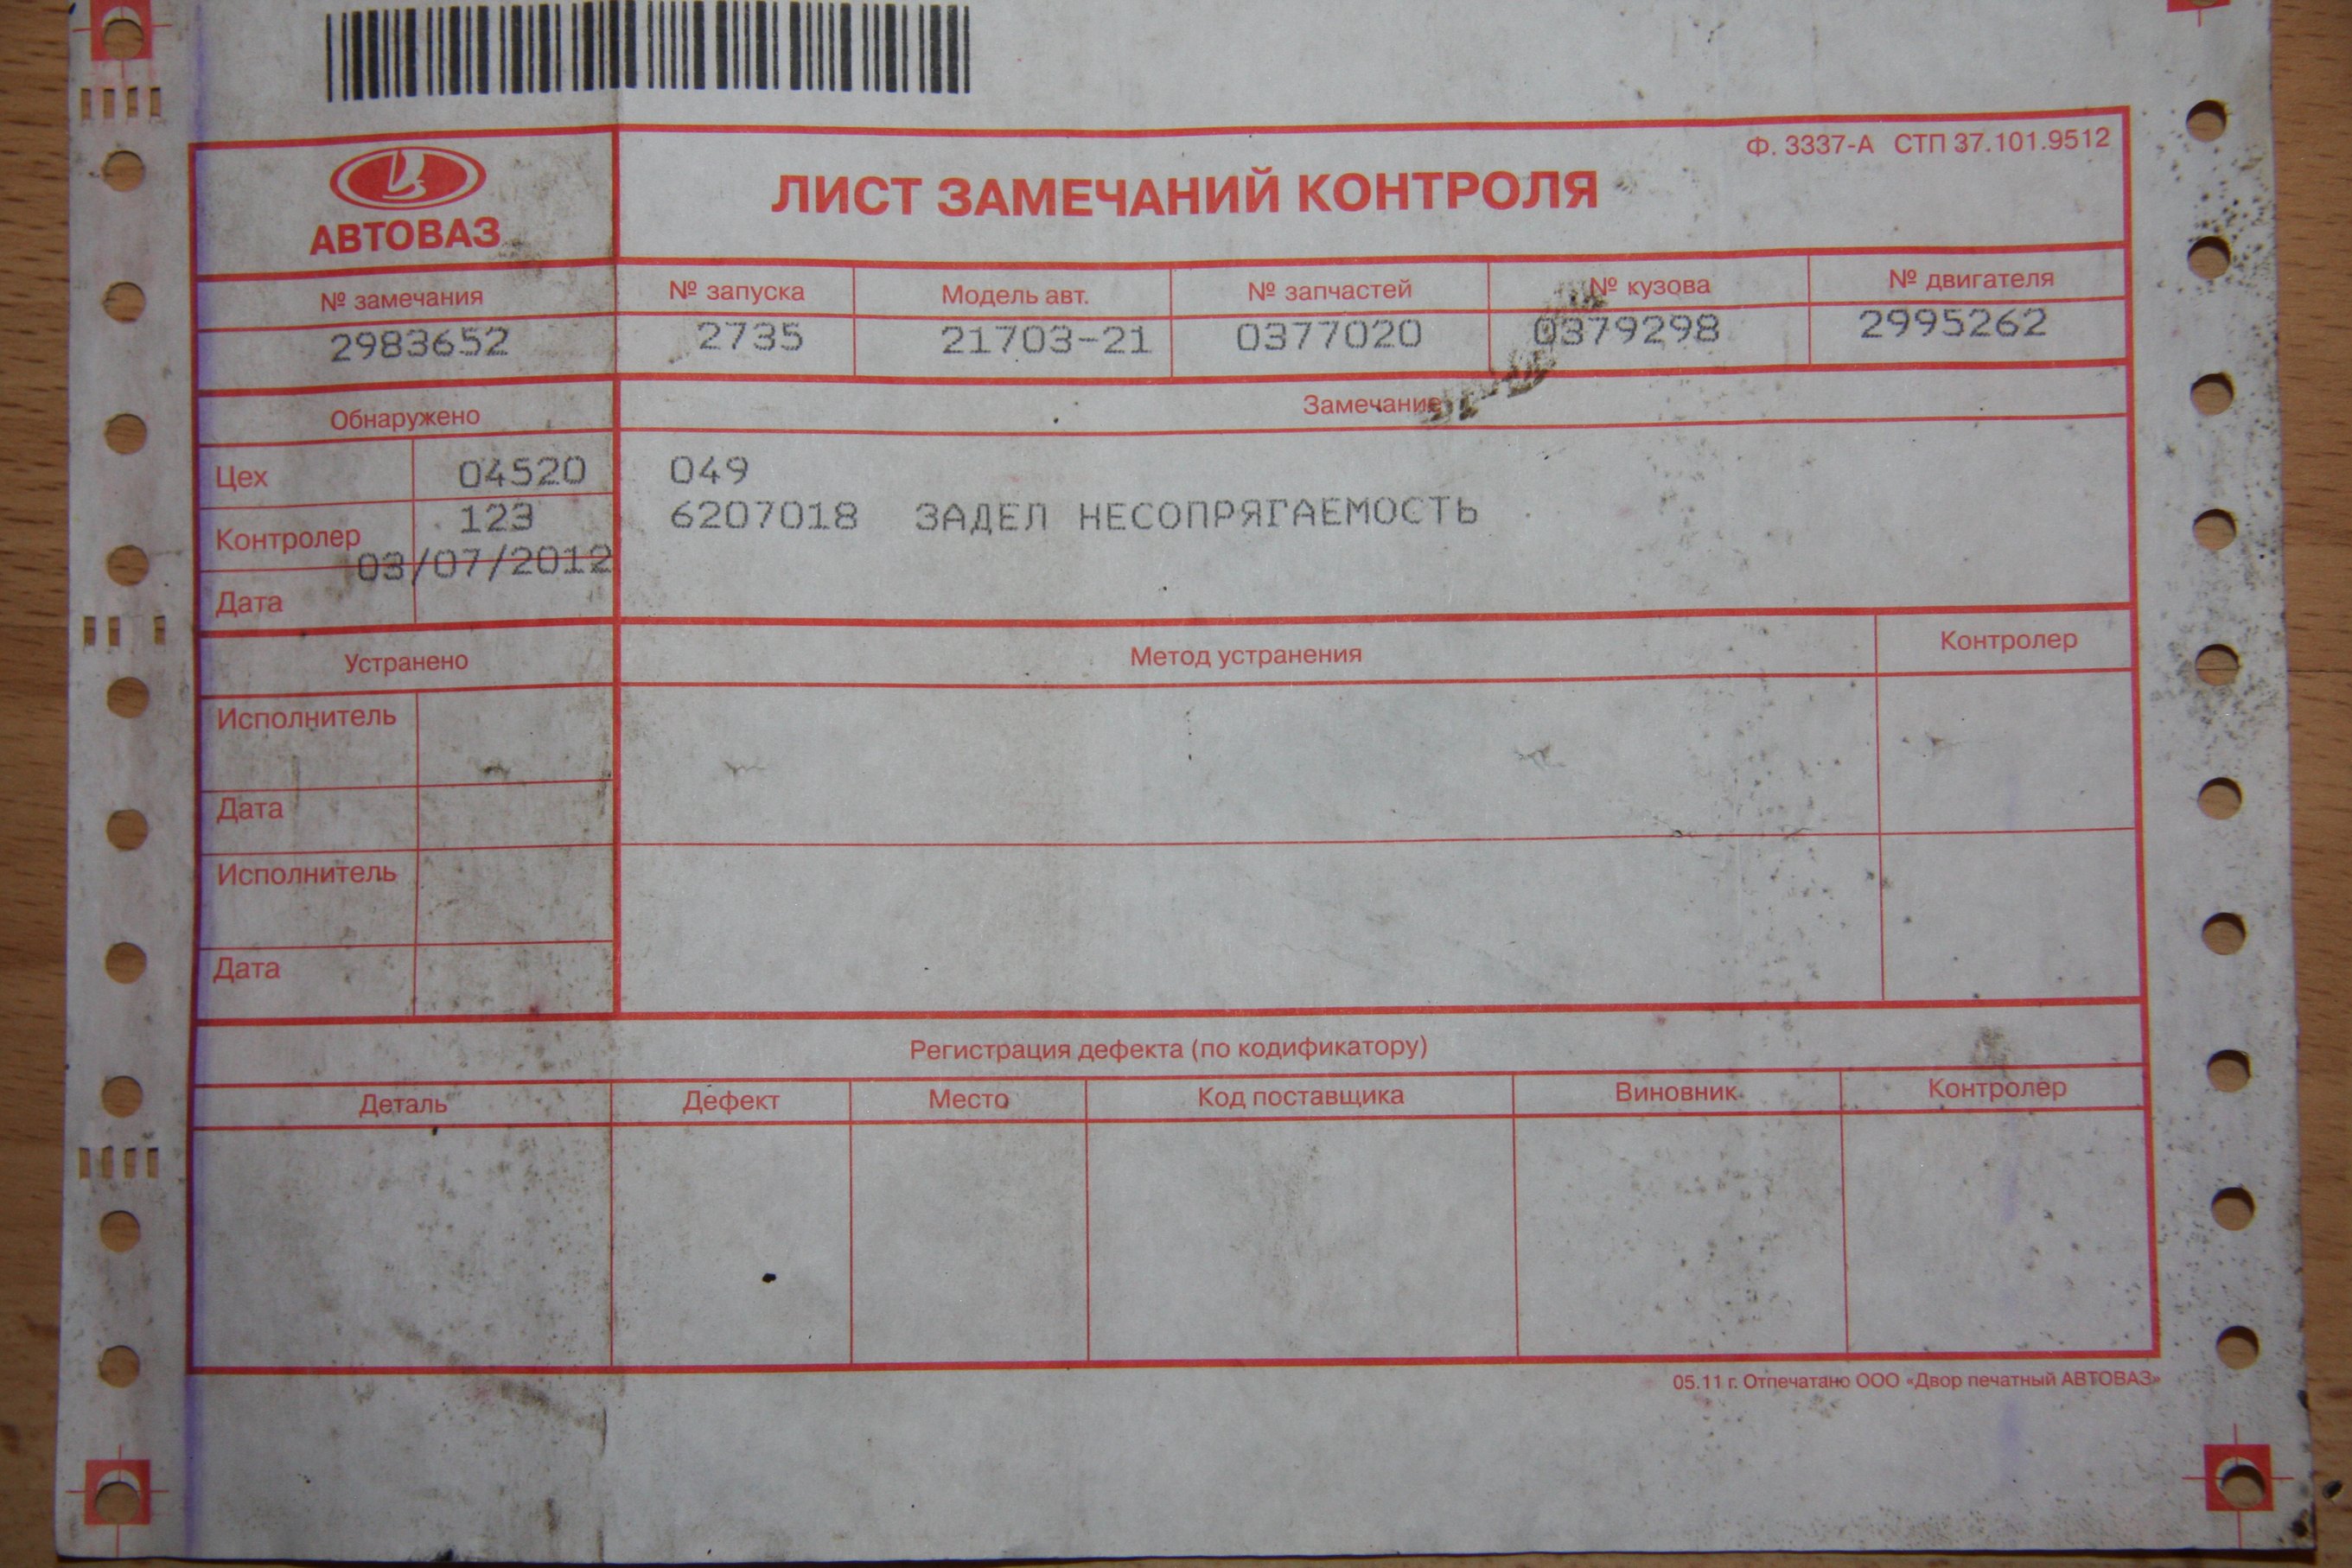 Ф. 3337-А СТП 37.101.9512
АВТОВАЗ
ЛИСТ ЗАМЕЧАНИЙ КОНТРОЛЯ
№ замечания № запуска Модель авт. № запчастей № кузова № двигателя
2983652 2735 21703-21 0377020 0379298 2995262
Обнаружено Замечание
Цех 04520 049
Контролер 123 6207018 ЗАДЕЛ НЕСОПРЯГАЕМОСТЬ
03/07/2012
Дата
Устранено Метод устранения Контролер
Исполнитель
Дата
Исполнитель
Дата
Регистрация дефекта (по кодификатору)
Деталь Дефект Место Код поставщика Виновник Контролер
05.11 г. Отпечатано ООО «Двор печатный АВТОВАЗ»